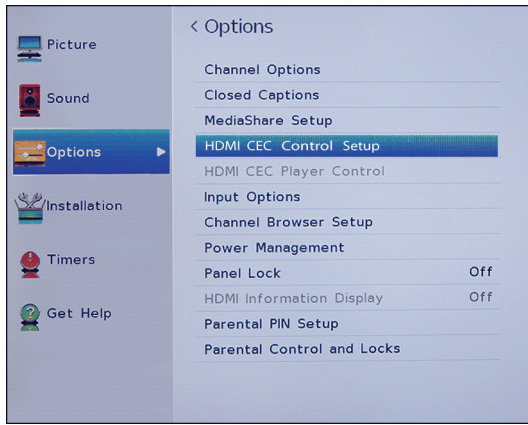 Picture
Sound
Options
Installation
Timers
Get Help
< Options
Channel Options
Closed Captions
MediaShare Setup
HDMI CEC Control Setup
HDMI CEC Player Control
Input Options
Channel Browser Setup
Power Management
Panel Lock Off
HDMI Information Display Off
Parental PIN Setup
Parental Control and Locks